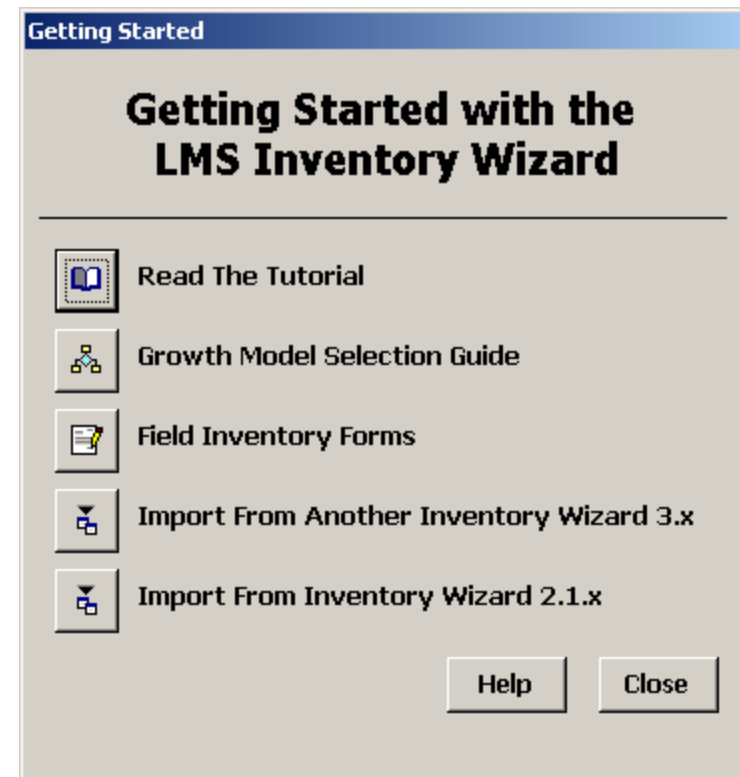 Getting Started
Getting Started with the
LMS Inventory Wizard
Read The Tutorial
Growth Model Selection Guide
Field Inventory Forms
Import From Another Inventory Wizard 3.x
Import From Inventory Wizard 2.1.x
Help Close